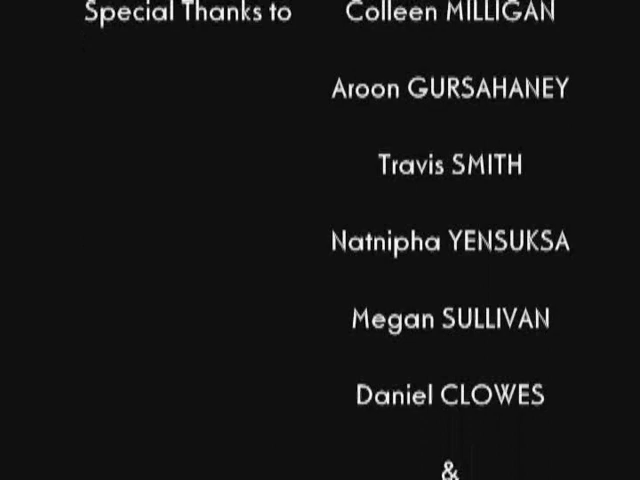 Special Thanks to Colleen MILLIGAN
Aroon GURSAHANEY
Travis SMITH
Natnipha YENSUKSA
Megan SULLIVAN
Daniel CLOWES
&